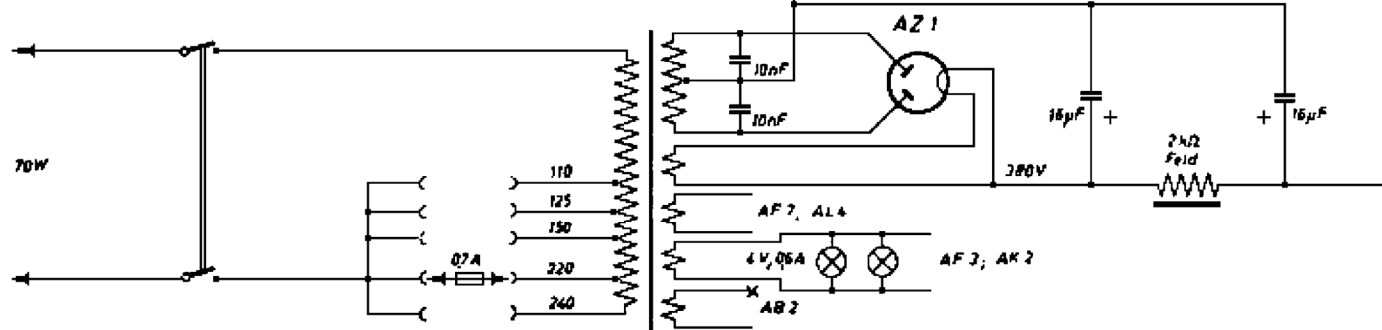 AZ 1
10nF
10nF
16µF +
+ 16µF
2kΩ
Feld
70W
110
125
150
220
240
0,7A
280V
AF 7, AL 4
4V, 0,6A
AF 3; AK 2
AB 2